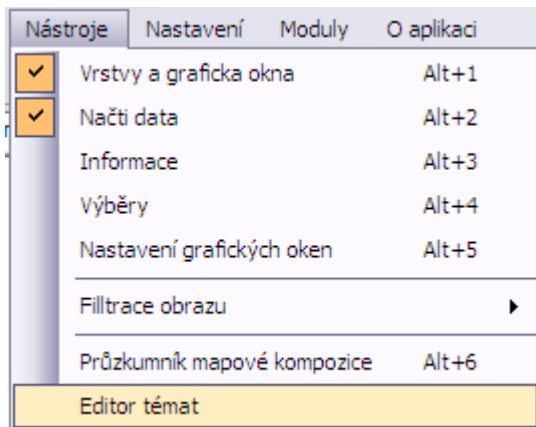 Nástroje Nastavení Moduly O aplikaci
Vrstvy a graficka okna Alt+1
Načti data Alt+2
Informace Alt+3
Výběry Alt+4
Nastavení grafických oken Alt+5
Filltrace obrazu
Průzkumník mapové kompozice Alt+6
Editor témat